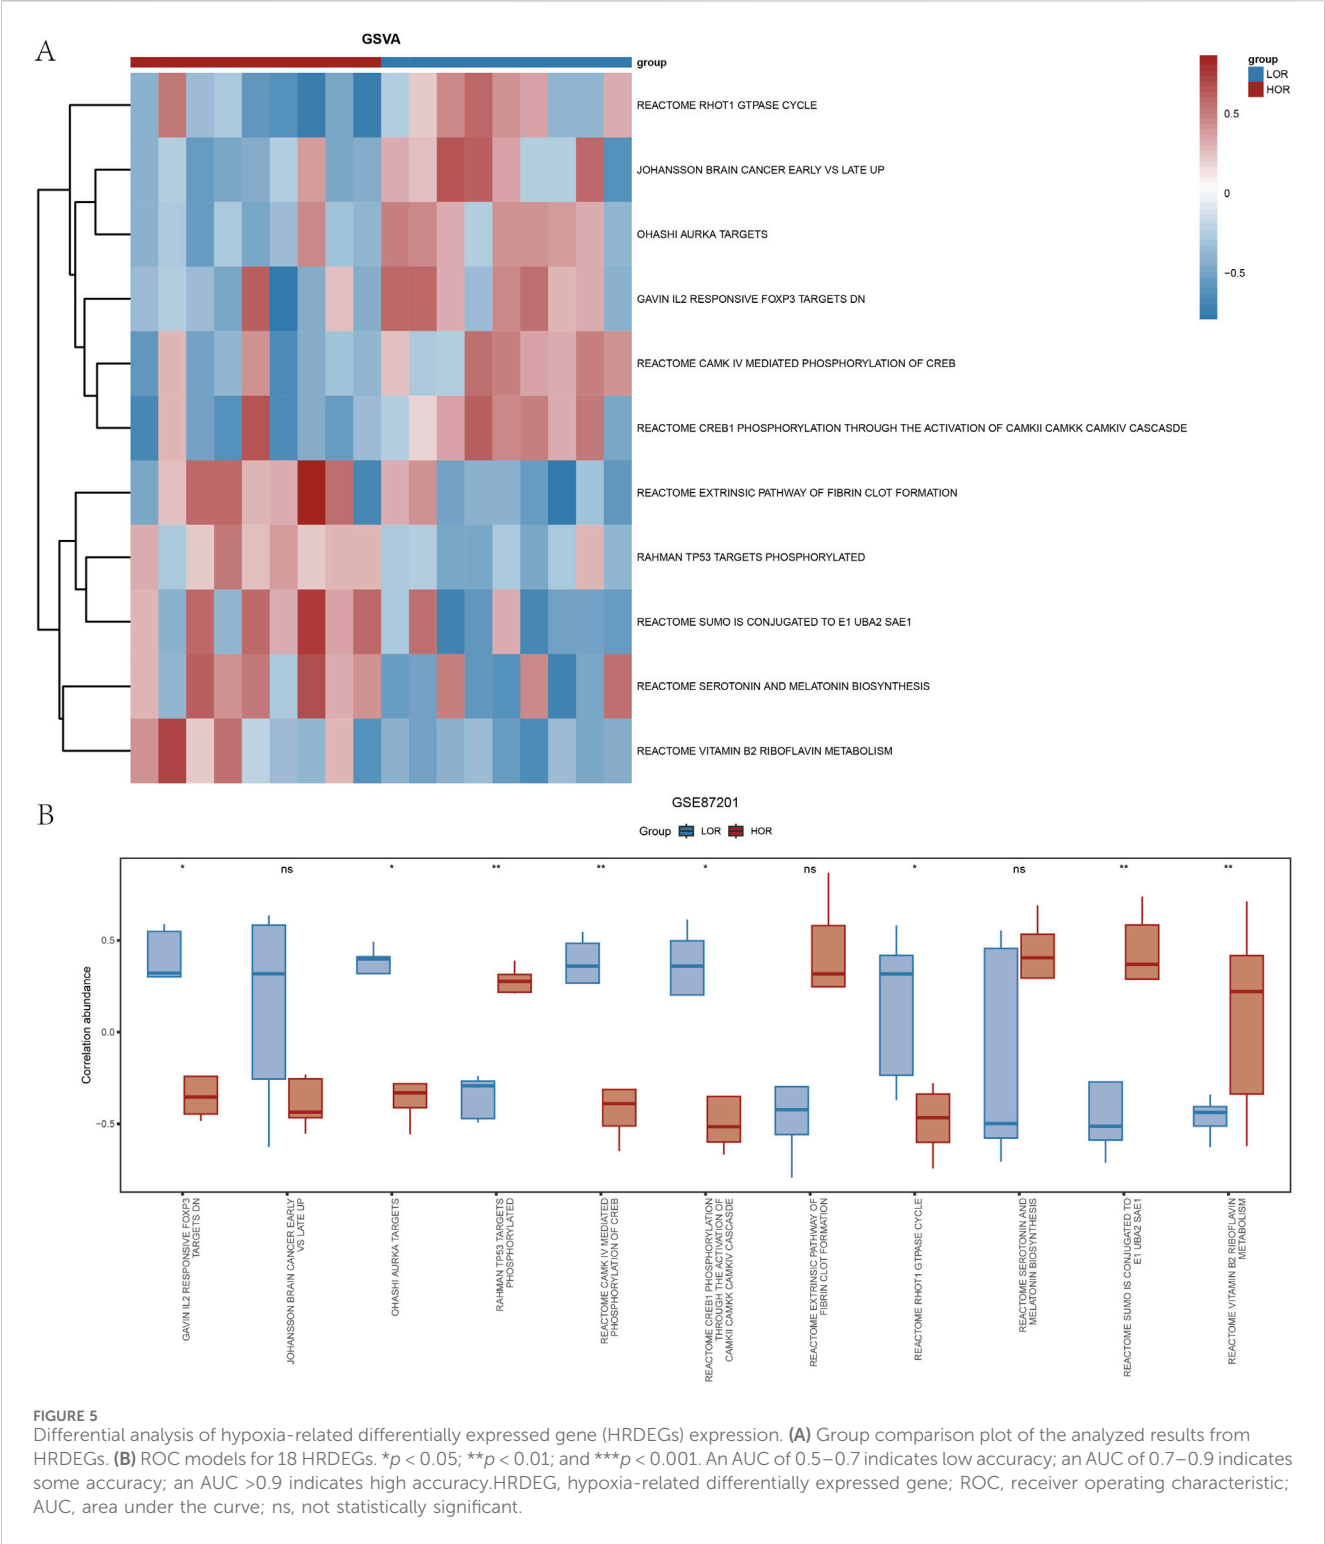 A
GSVA
group
group
LOR
HOR
0.5
0
−0.5
REACTOME RHOT1 GTPASE CYCLE
JOHANSSON BRAIN CANCER EARLY VS LATE UP
OHASHI AURKA TARGETS
GAVIN IL2 RESPONSIVE FOXP3 TARGETS DN
REACTOME CAMK IV MEDIATED PHOSPHORYLATION OF CREB
REACTOME CREB1 PHOSPHORYLATION THROUGH THE ACTIVATION OF CAMKII CAMKK CAMKIV CASCASDE
REACTOME EXTRINSIC PATHWAY OF FIBRIN CLOT FORMATION
RAHMAN TP53 TARGETS PHOSPHORYLATED
REACTOME SUMO IS CONJUGATED TO E1 UBA2 SAE1
REACTOME SEROTONIN AND MELATONIN BIOSYNTHESIS
REACTOME VITAMIN B2 RIBOFLAVIN METABOLISM
B
GSE87201
Group LOR HOR
* ns * ** ** * ns * ns ** **
Correlation abundance
0.5
0.0
−0.5
GAVIN IL2 RESPONSIVE FOXP3
TARGETS DN
JOHANSSON BRAIN CANCER EARLY
VS LATE UP
OHASHI AURKA TARGETS
RAHMAN TP53 TARGETS
PHOSPHORYLATED
REACTOME CAMK IV MEDIATED
PHOSPHORYLATION OF CREB
REACTOME CREB1 PHOSPHORYLATION
THROUGH THE ACTIVATION OF
CAMKII CAMKK CAMKIV CASCASDE
REACTOME EXTRINSIC PATHWAY OF
FIBRIN CLOT FORMATION
REACTOME RHOT1 GTPASE CYCLE
REACTOME SEROTONIN AND
MELATONIN BIOSYNTHESIS
REACTOME SUMO IS CONJUGATED TO
E1 UBA2 SAE1
REACTOME VITAMIN B2 RIBOFLAVIN
METABOLISM
FIGURE 5
Differential analysis of hypoxia-related differentially expressed gene (HRDEGs) expression. (A) Group comparison plot of the analyzed results from
HRDEGs. (B) ROC models for 18 HRDEGs. *p < 0.05; **p < 0.01; and ***p < 0.001. An AUC of 0.5–0.7 indicates low accuracy; an AUC of 0.7–0.9 indicates
some accuracy; an AUC >0.9 indicates high accuracy.HRDEG, hypoxia-related differentially expressed gene; ROC, receiver operating characteristic;
AUC, area under the curve; ns, not statistically significant.